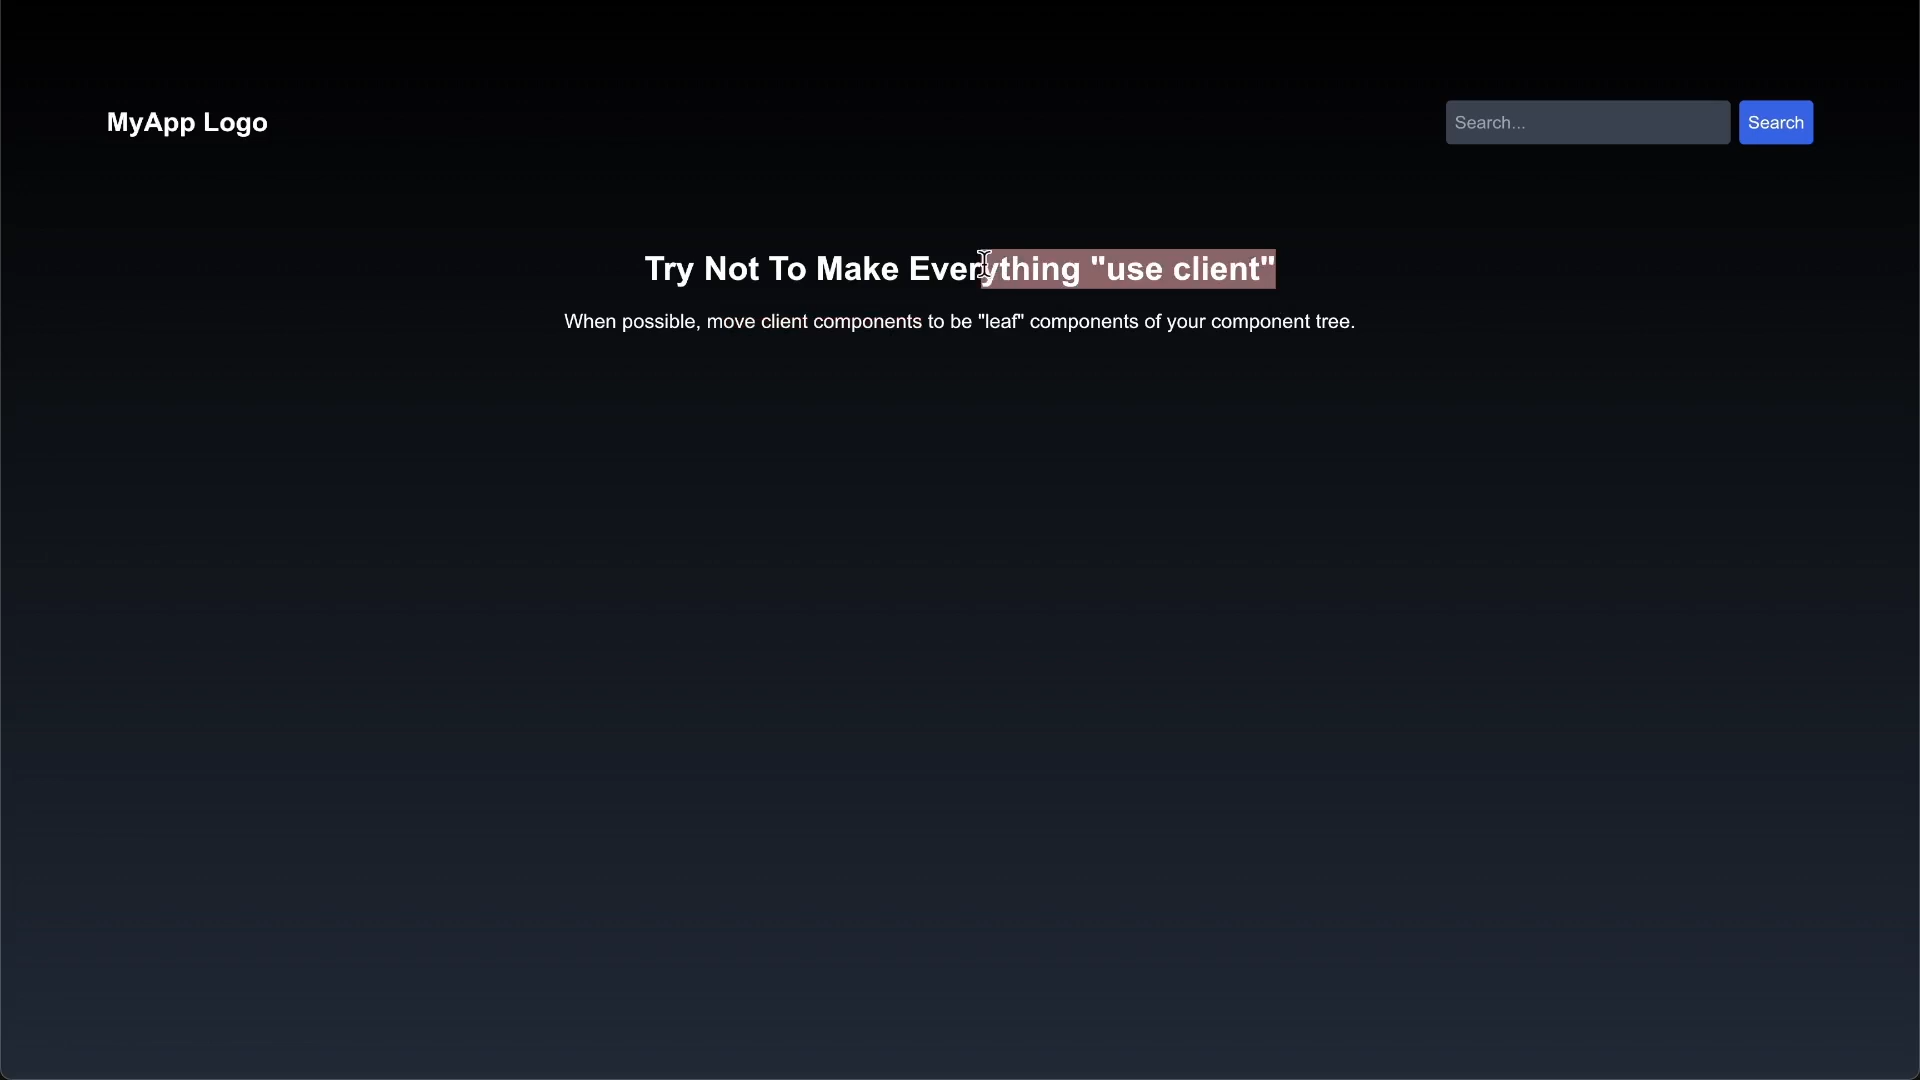 MyApp Logo
Search...
Search
Try Not To Make Everything "use client"
When possible, move client components to be "leaf" components of your component tree.